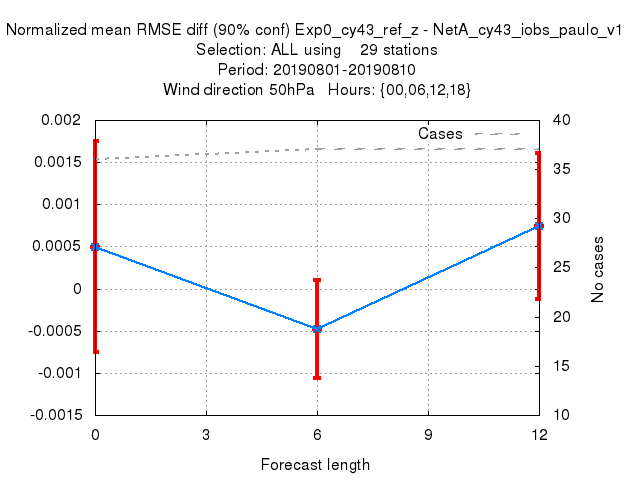 Normalized mean RMSE diff (90% conf) Exp0_cy43_ref_z - NetA_cy43_iobs_paulo_v1
Selection: ALL using    29 stations
Period: 20190801-20190810
Wind direction 50hPa   Hours: {00,06,12,18}
Cases
0.002
0.0015
0.001
0.0005
0
-0.0005
-0.001
-0.0015
40
35
30
25
20
15
10
No cases
0 3 6 9 12
Forecast length